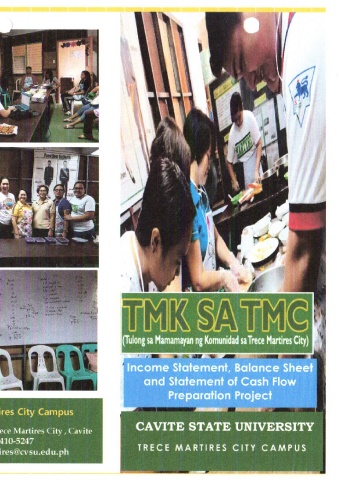 TMK SA TMC
(Tulong sa Mamamayan ng Komunidad sa Trece Martires City)
Income Statement, Balance Sheet
and Statement of Cash Flow
Preparation Project
CAVITE STATE UNIVERSITY
TRECE MARTIRES CITY CAMPUS
ires City Campus
ece Martires City , Cavite
410-5247
ires@cvsu.edu.ph